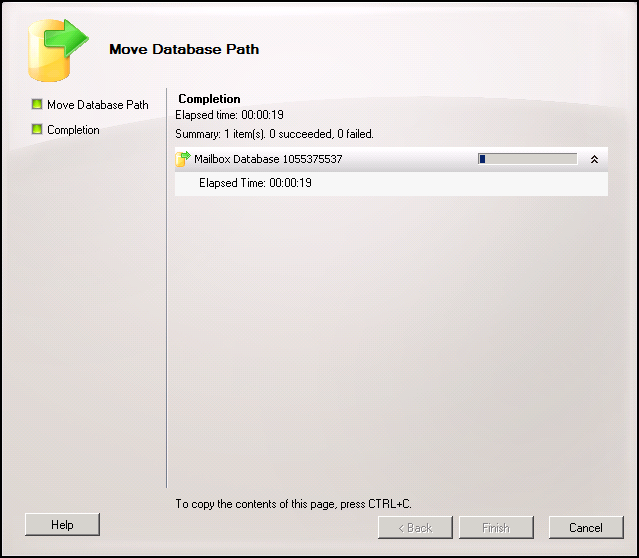 Move Database Path
Move Database Path
Completion
Completion
Elapsed time: 00:00:19
Summary: 1 item(s). 0 succeeded, 0 failed.
Mailbox Database 1055375537
Elapsed Time: 00:00:19
To copy the contents of this page, press CTRL+C.
Help
< Back
Finish
Cancel